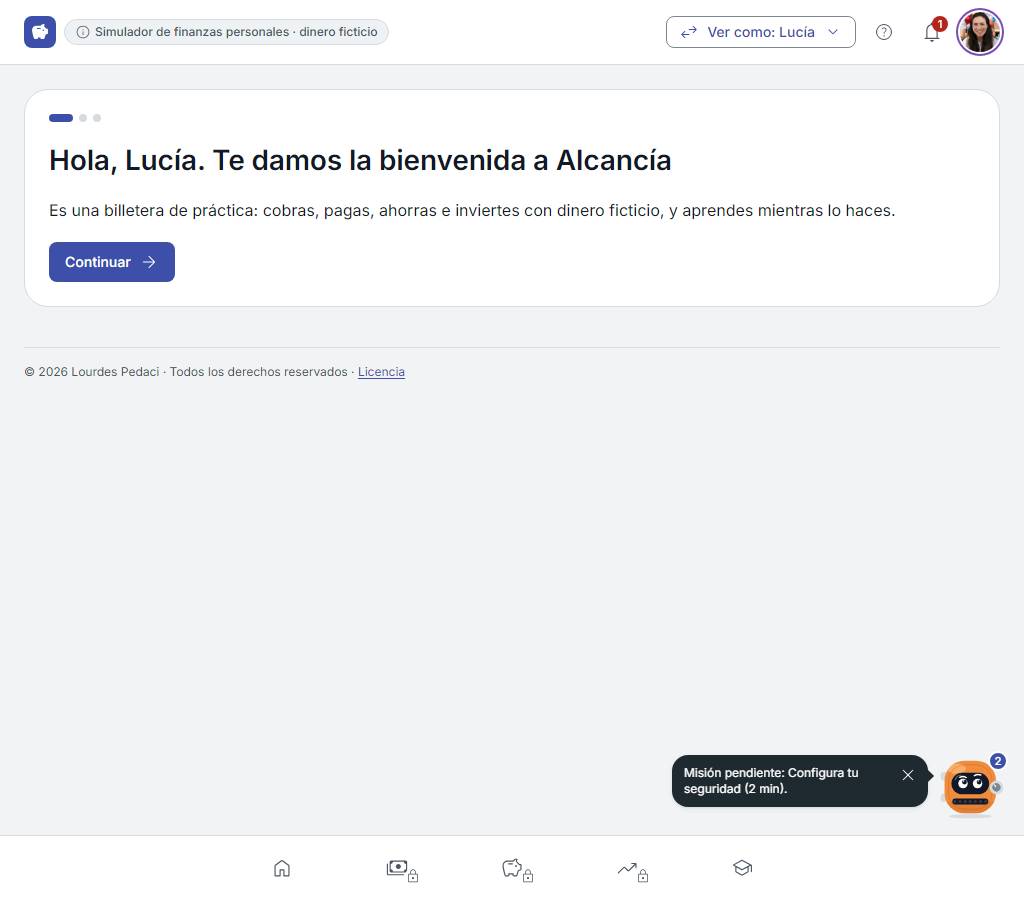 Simulador de finanzas personales · dinero ficticio
Ver como: Lucía
1
Hola, Lucía. Te damos la bienvenida a Alcancía
Es una billetera de práctica: cobras, pagas, ahorras e inviertes con dinero ficticio, y aprendes mientras lo haces.
Continuar
© 2026 Lourdes Pedaci · Todos los derechos reservados · Licencia
Misión pendiente: Configura tu
seguridad (2 min).
2